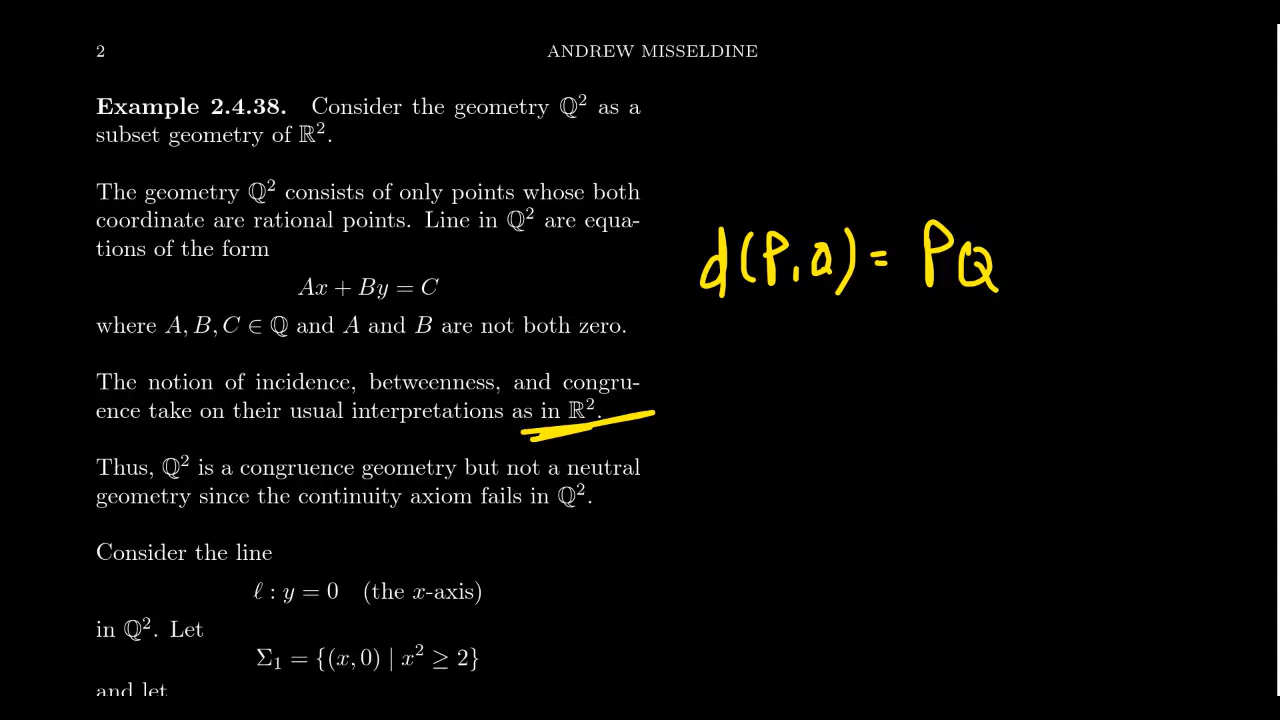 2
ANDREW MISSELDINE
Example 2.4.38. Consider the geometry ℚ² as a
subset geometry of ℝ².
The geometry ℚ² consists of only points whose both
coordinate are rational points. Line in ℚ² are equa-
tions of the form
Ax + By = C
where A, B, C ∈ ℚ and A and B are not both zero.
The notion of incidence, betweenness, and congru-
ence take on their usual interpretations as in ℝ².
Thus, ℚ² is a congruence geometry but not a neutral
geometry since the continuity axiom fails in ℚ².
Consider the line
ℓ : y = 0 (the x-axis)
in ℚ². Let
Σ₁ = {(x, 0) | x² ≥ 2}
and let
d(P,Q) = PQ